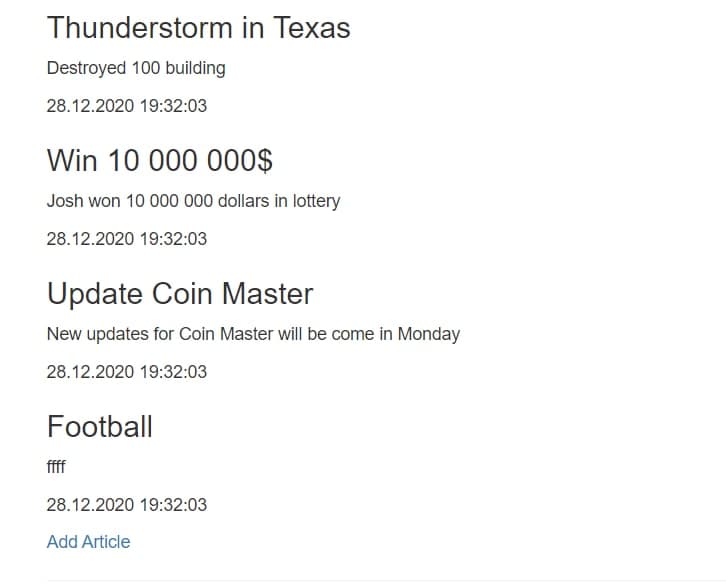 Thunderstorm in Texas
Destroyed 100 building
28.12.2020 19:32:03
Win 10 000 000$
Josh won 10 000 000 dollars in lottery
28.12.2020 19:32:03
Update Coin Master
New updates for Coin Master will be come in Monday
28.12.2020 19:32:03
Football
ffff
28.12.2020 19:32:03
Add Article